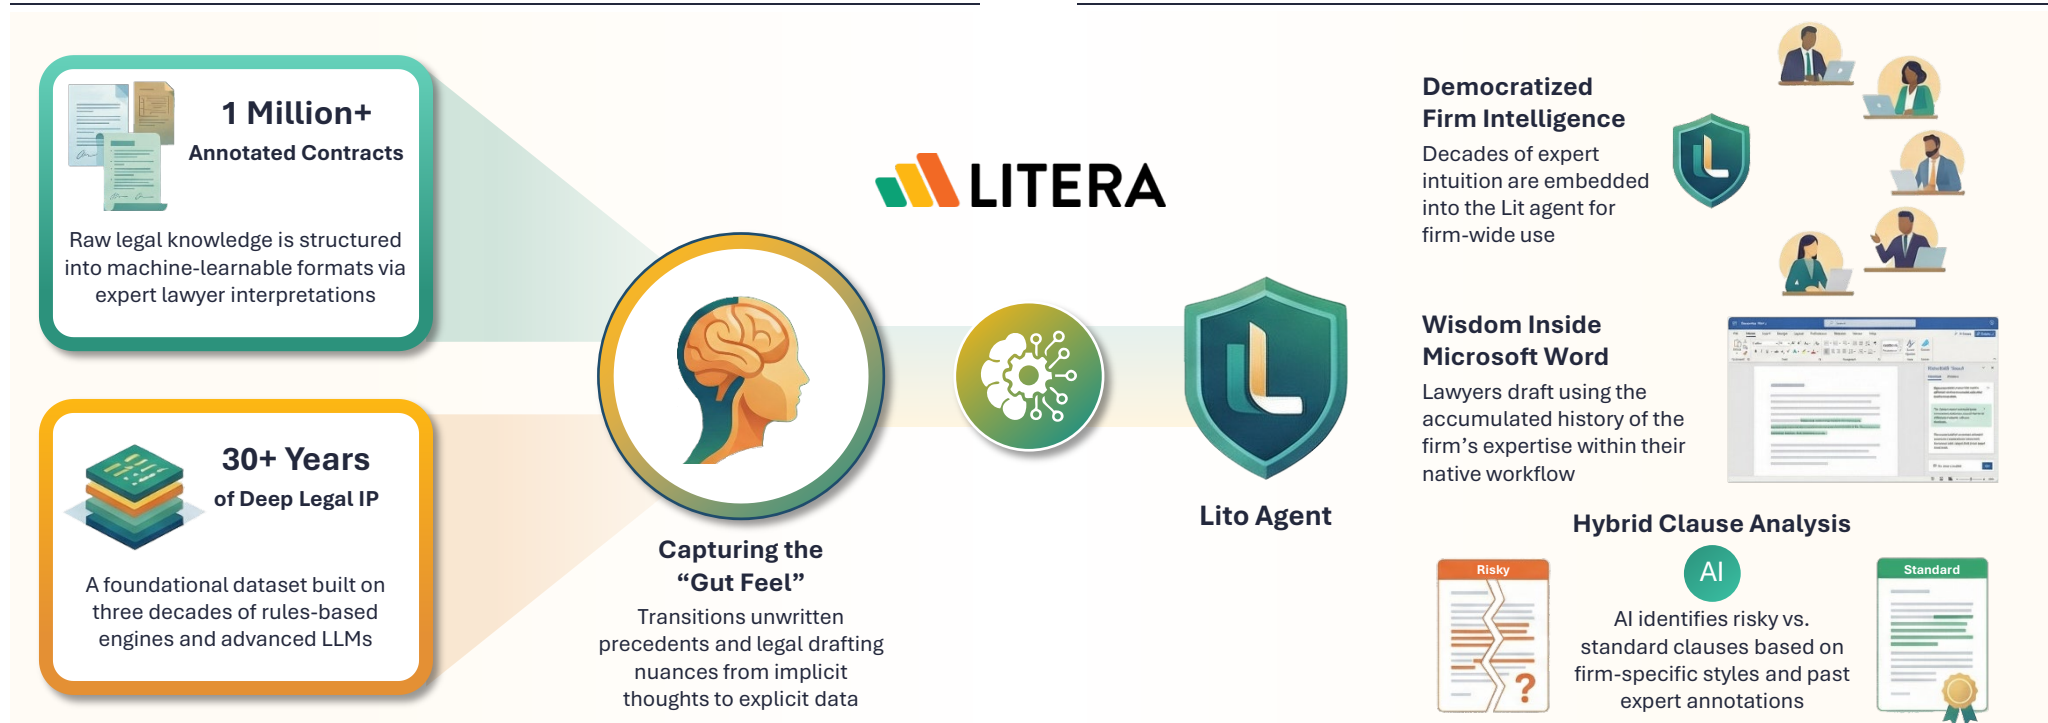 1 Million+
Annotated Contracts
Raw legal knowledge is structured
into machine-learnable formats via
expert lawyer interpretations
30+ Years
of Deep Legal IP
A foundational dataset built on
three decades of rules-based
engines and advanced LLMs
LITERA
Capturing the
“Gut Feel”
Transitions unwritten
precedents and legal drafting
nuances from implicit
thoughts to explicit data
Lito Agent
Democratized
Firm Intelligence
Decades of expert
intuition are embedded
into the Lit agent for
firm-wide use
Wisdom Inside
Microsoft Word
Lawyers draft using the
accumulated history of the
firm’s expertise within their
native workflow
Hybrid Clause Analysis
Risky
?
AI
AI identifies risky vs.
standard clauses based on
firm-specific styles and past
expert annotations
Standard